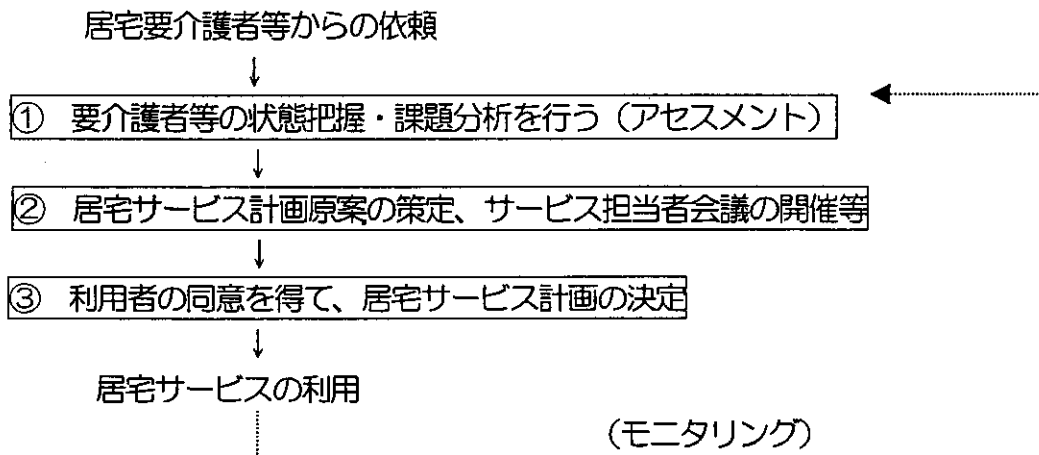 居宅要介護者等からの依頼
① 要介護者等の状態把握・課題分析を行う（アセスメント）
② 居宅サービス計画原案の策定、サービス担当者会議の開催等
③ 利用者の同意を得て、居宅サービス計画の決定
居宅サービスの利用
（モニタリング）